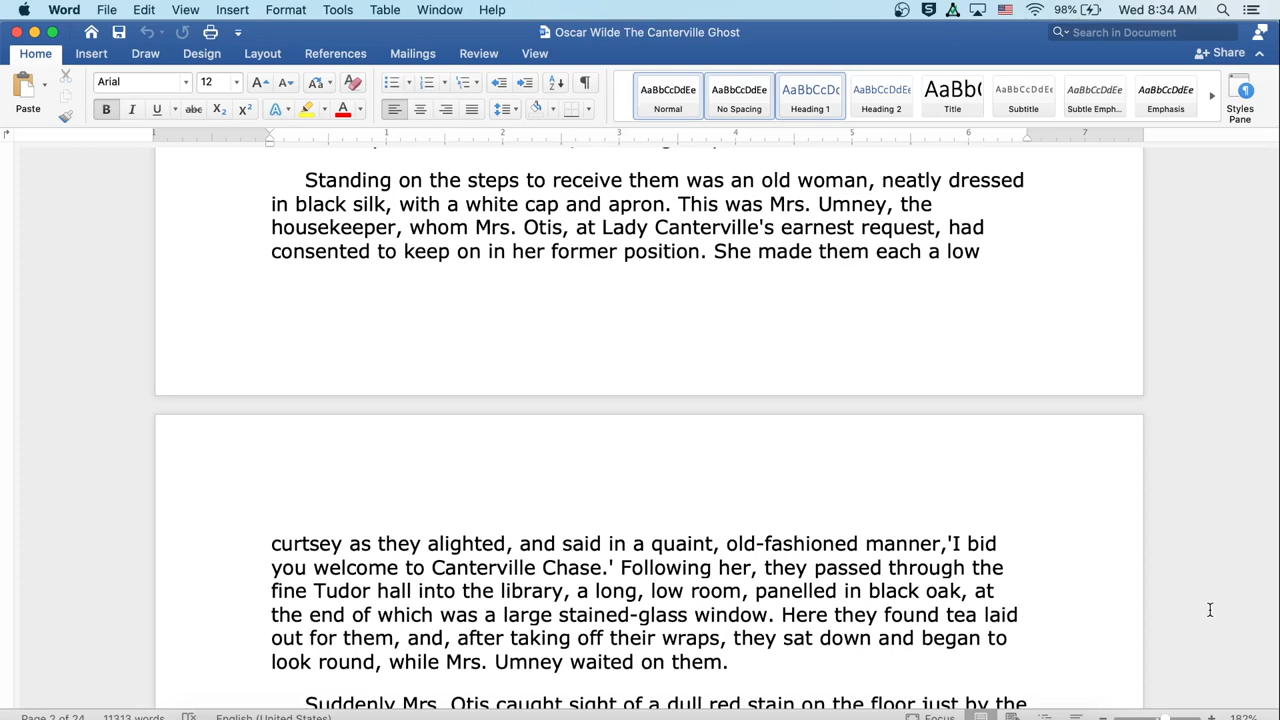 Word File Edit View Insert Format Tools Table Window Help 98% Wed 8:34 AM
Oscar Wilde The Canterville Ghost Search in Document
Home Insert Draw Design Layout References Mailings Review View Share
Paste Arial 12 AaBbCcDdEe AaBbCcDdEe AaBbCcDc AaBbCcDdEe AaBb( AaBbCcDdEe AaBbCcDdEe AaBbCcDdEe
Normal No Spacing Heading 1 Heading 2 Title Subtitle Subtle Emph... Emphasis Styles Pane
1 1 2 3 4 5 6 7
Standing on the steps to receive them was an old woman, neatly dressed
in black silk, with a white cap and apron. This was Mrs. Umney, the
housekeeper, whom Mrs. Otis, at Lady Canterville's earnest request, had
consented to keep on in her former position. She made them each a low
curtsey as they alighted, and said in a quaint, old-fashioned manner,'I bid
you welcome to Canterville Chase.' Following her, they passed through the
fine Tudor hall into the library, a long, low room, panelled in black oak, at
the end of which was a large stained-glass window. Here they found tea laid
out for them, and, after taking off their wraps, they sat down and began to
look round, while Mrs. Umney waited on them.
Suddenly Mrs. Otis caught sight of a dull red stain on the floor just by the
Page 2 of 24 11313 words English (United States) Focus 182%